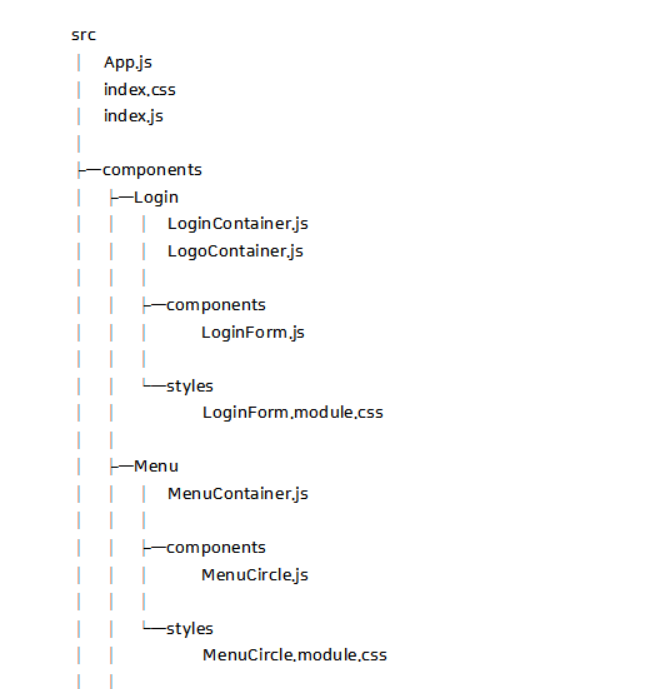 src
App.js
index.css
index.js
components
Login
LoginContainer.js
LogoContainer.js
components
LoginForm.js
styles
LoginForm.module.css
Menu
MenuContainer.js
components
MenuCircle.js
styles
MenuCircle.module.css